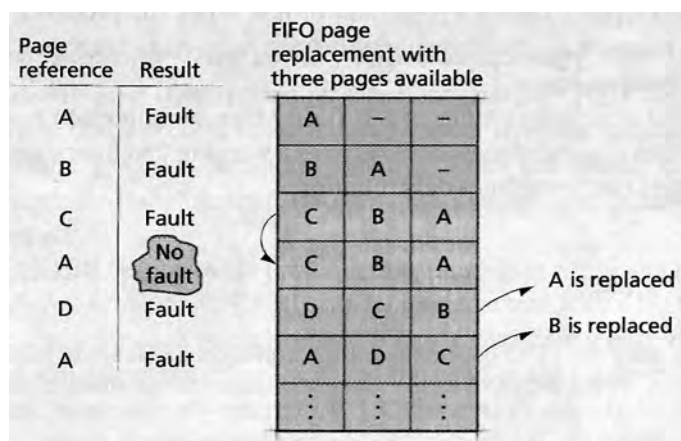 Page
reference Result
FIFO page
replacement with
three pages available
A Fault A – –
B Fault B A –
C Fault C B A
A No
fault C B A
D Fault D C B A is replaced
A Fault A D C B is replaced
⋮ ⋮ ⋮